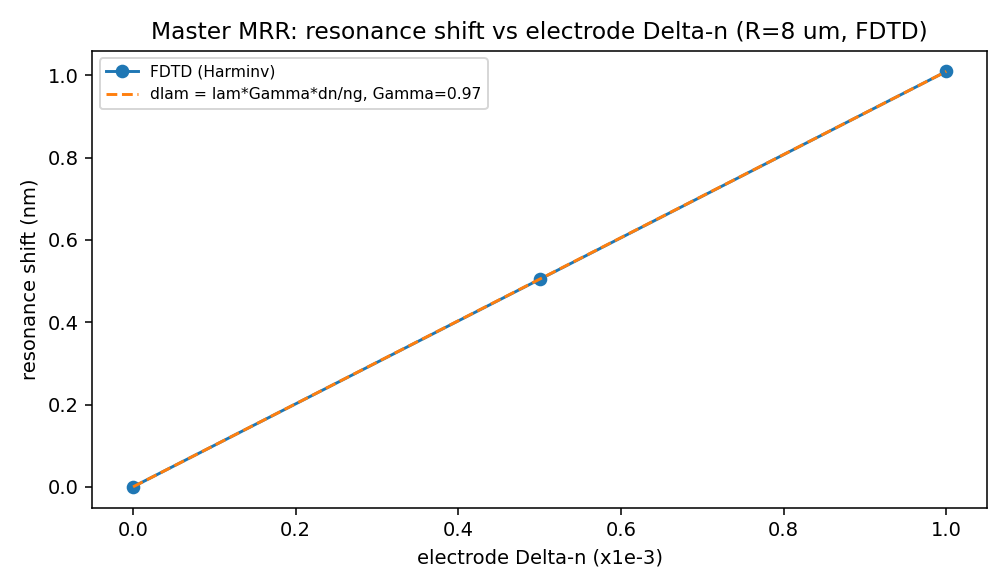 Master MRR: resonance shift vs electrode Delta-n (R=8 um, FDTD)
FDTD (Harminv)
dlam = lam*Gamma*dn/ng, Gamma=0.97
resonance shift (nm)
1.0
0.8
0.6
0.4
0.2
0.0
0.0 0.2 0.4 0.6 0.8 1.0
electrode Delta-n (x1e-3)